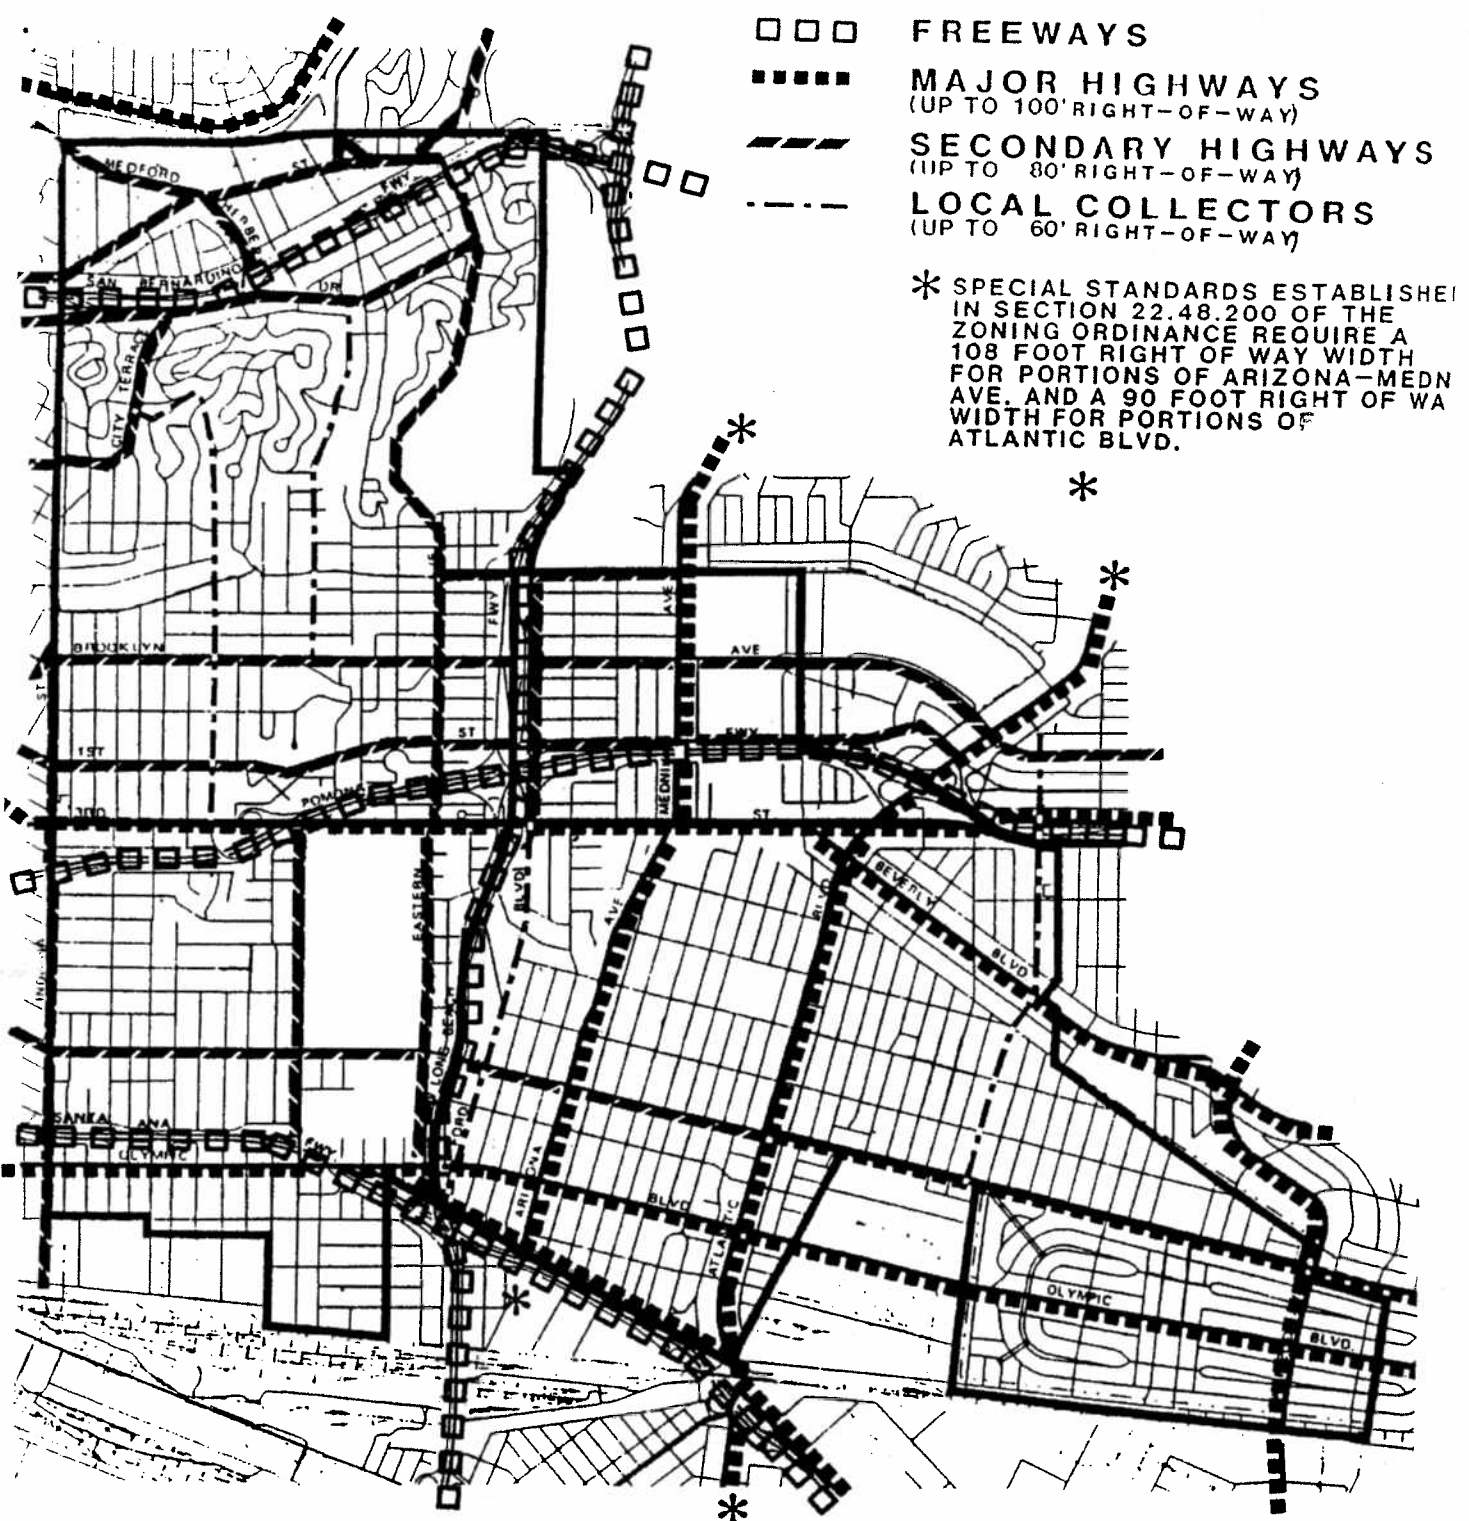 FREEWAYS
MAJOR HIGHWAYS
(UP TO 100' RIGHT-OF-WAY)
SECONDARY HIGHWAYS
(UP TO 80' RIGHT-OF-WAY)
LOCAL COLLECTORS
(UP TO 60' RIGHT-OF-WAY)
* SPECIAL STANDARDS ESTABLISHE
IN SECTION 22.48.200 OF THE
ZONING ORDINANCE REQUIRE A
108 FOOT RIGHT OF WAY WIDTH
FOR PORTIONS OF ARIZONA-MEDN
AVE. AND A 90 FOOT RIGHT OF WA
WIDTH FOR PORTIONS OF
ATLANTIC BLVD.
MEDFORD
ST
FWY
HERBE
SAN BERNARDINO
DR
CITY TERRACE
FWY
AVE
BROOKLYN
AVE
ST
1ST
ST
FWY
POMONA
MEDNI
3RD
ST
EASTERN
BLVD
AVE
BLVD
BEVERLY
BLVD
INDIANA
LONG BEACH
FORD
SANTA ANA
FWY
OLYMPIC
ARIZONA
BLVD
ATLANTIC
OLYMPIC
BLVD.